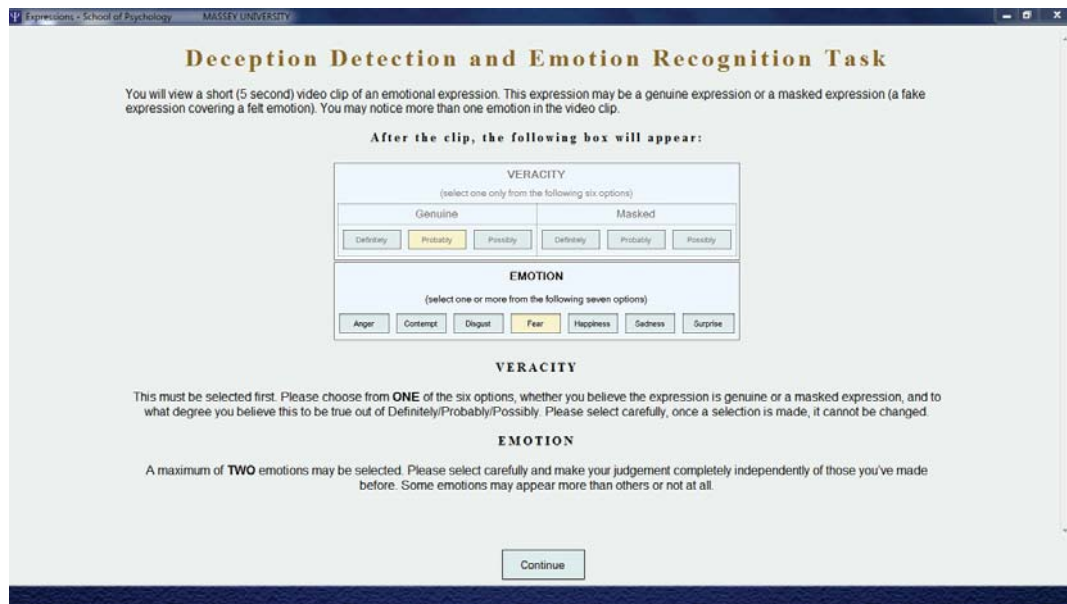 Expressions - School of Psychology MASSEY UNIVERSITY
Deception Detection and Emotion Recognition Task
You will view a short (5 second) video clip of an emotional expression. This expression may be a genuine expression or a masked expression (a fake
expression covering a felt emotion). You may notice more than one emotion in the video clip.
After the clip, the following box will appear:
VERACITY
(select one only from the following six options)
Genuine Masked
Definitely Probably Possibly Definitely Probably Possibly
EMOTION
(select one or more from the following seven options)
Anger Contempt Disgust Fear Happiness Sadness Surprise
VERACITY
This must be selected first. Please choose from ONE of the six options, whether you believe the expression is genuine or a masked expression, and to
what degree you believe this to be true out of Definitely/Probably/Possibly. Please select carefully, once a selection is made, it cannot be changed.
EMOTION
A maximum of TWO emotions may be selected. Please select carefully and make your judgement completely independently of those you've made
before. Some emotions may appear more than others or not at all.
Continue